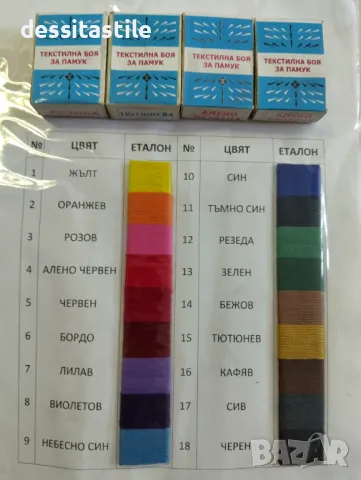 dessitastile
ТЕКСТИЛНА БОЯ
ЗА ПАМУК
ТЕКСТИЛНА БОЯ
ЗА ПАМУК
ТЕКСТИЛНА БОЯ
ЗА ПАМУК
ТЕКСТИЛНА БОЯ
ЗА ПАМУК
ТЮТЮНЕВА
АЛЕНО
№ ЦВЯТ ЕТАЛОН № ЦВЯТ ЕТАЛОН
1 ЖЪЛТ 10 СИН
2 ОРАНЖЕВ 11 ТЪМНО СИН
3 РОЗОВ 12 РЕЗЕДА
4 АЛЕНО ЧЕРВЕН 13 ЗЕЛЕН
5 ЧЕРВЕН 14 БЕЖОВ
6 БОРДО 15 ТЮТЮНЕВ
7 ЛИЛАВ 16 КАФЯВ
8 ВИОЛЕТОВ 17 СИВ
9 НЕБЕСНО СИН 18 ЧЕРЕН
BAZAR